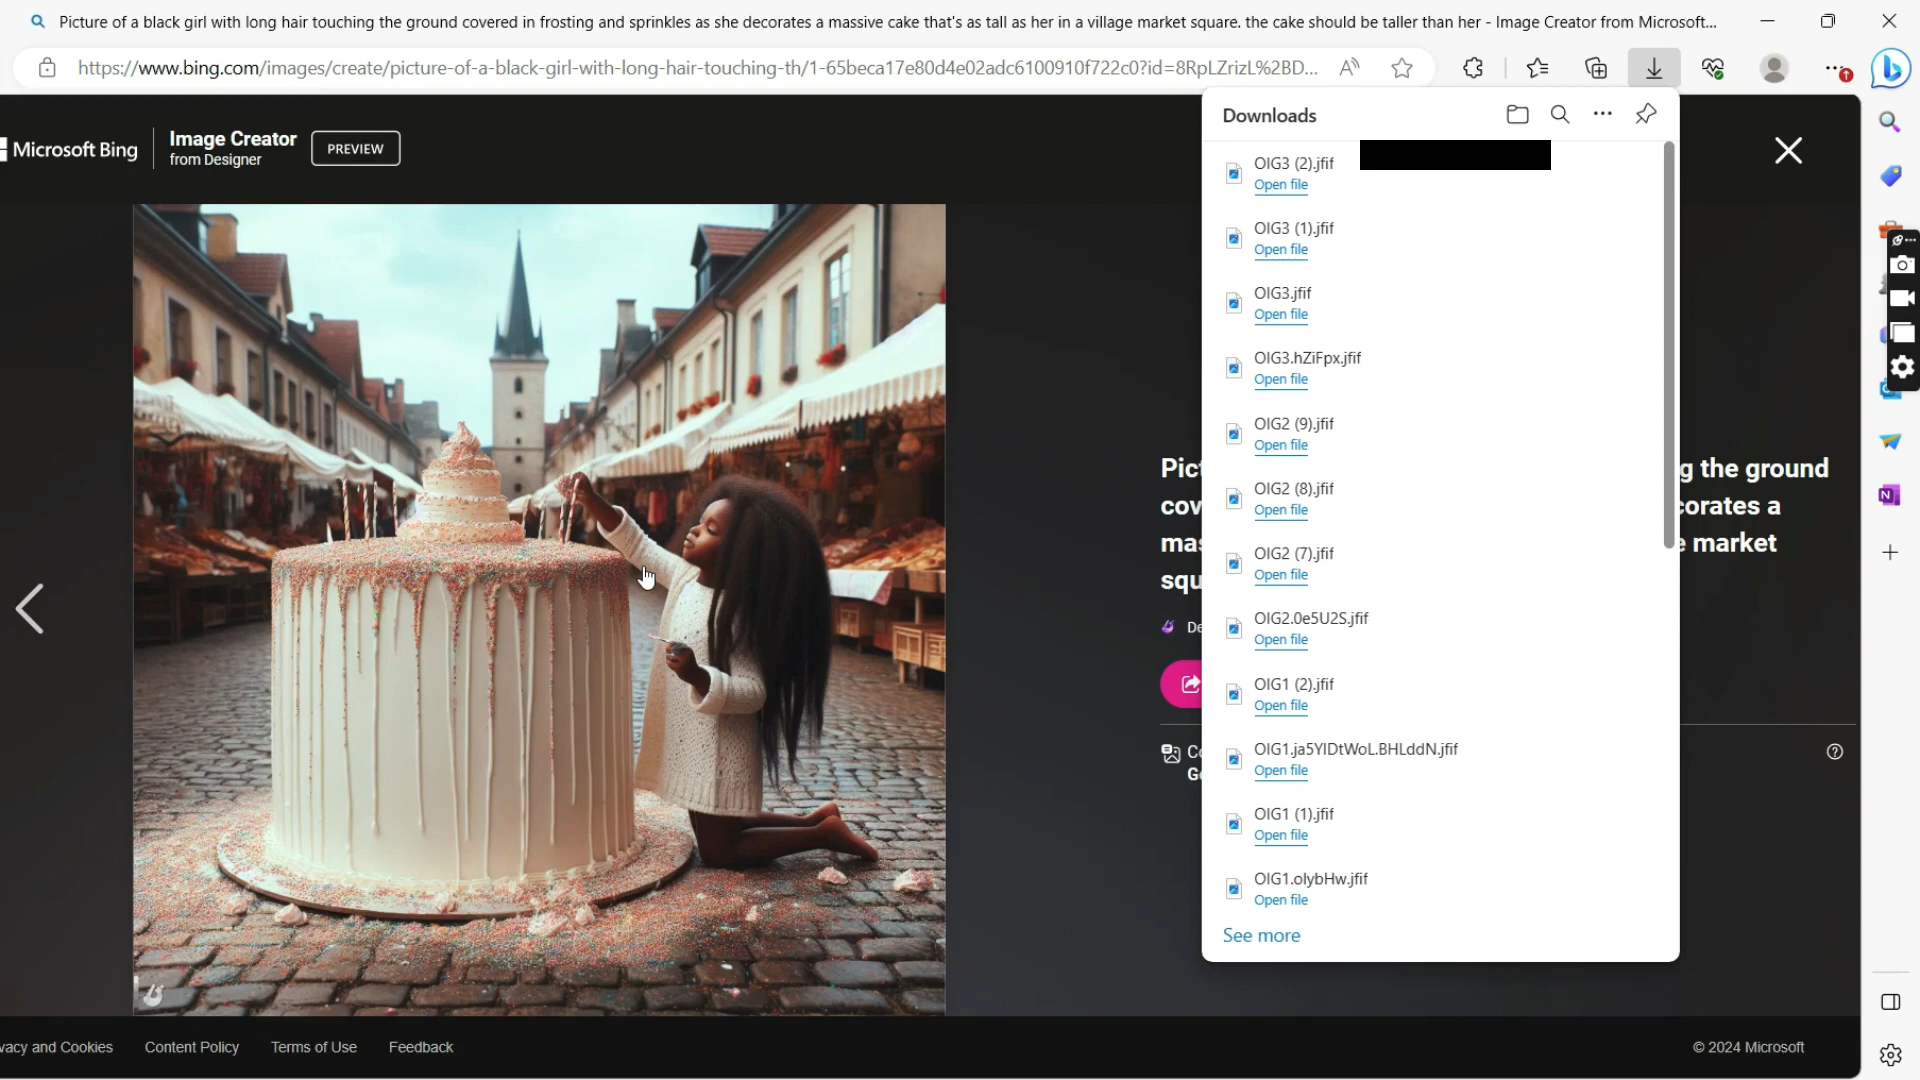 Picture of a black girl with long hair touching the ground covered in frosting and sprinkles as she decorates a massive cake that's as tall as her in a village market square. the cake should be taller than her - Image Creator from Microsoft...
https://www.bing.com/images/create/picture-of-a-black-girl-with-long-hair-touching-th/1-65beca17e80d4e02adc6100910f722c0?id=8RpLZrizL%2BD...
Microsoft Bing
Image Creator
from Designer
PREVIEW
Downloads
OIG3 (2).jfif
Open file
OIG3 (1).jfif
Open file
OIG3.jfif
Open file
OIG3.hZiFpx.jfif
Open file
OIG2 (9).jfif
Open file
OIG2 (8).jfif
Open file
OIG2 (7).jfif
Open file
OIG2.0e5U2S.jfif
Open file
OIG1 (2).jfif
Open file
OIG1.ja5YIDtWoL.BHLddN.jfif
Open file
OIG1 (1).jfif
Open file
OIG1.olybHw.jfif
Open file
See more
Pic g the ground
cov corates a
mas market
squ
De
Co
Ge
vacy and Cookies
Content Policy
Terms of Use
Feedback
© 2024 Microsoft